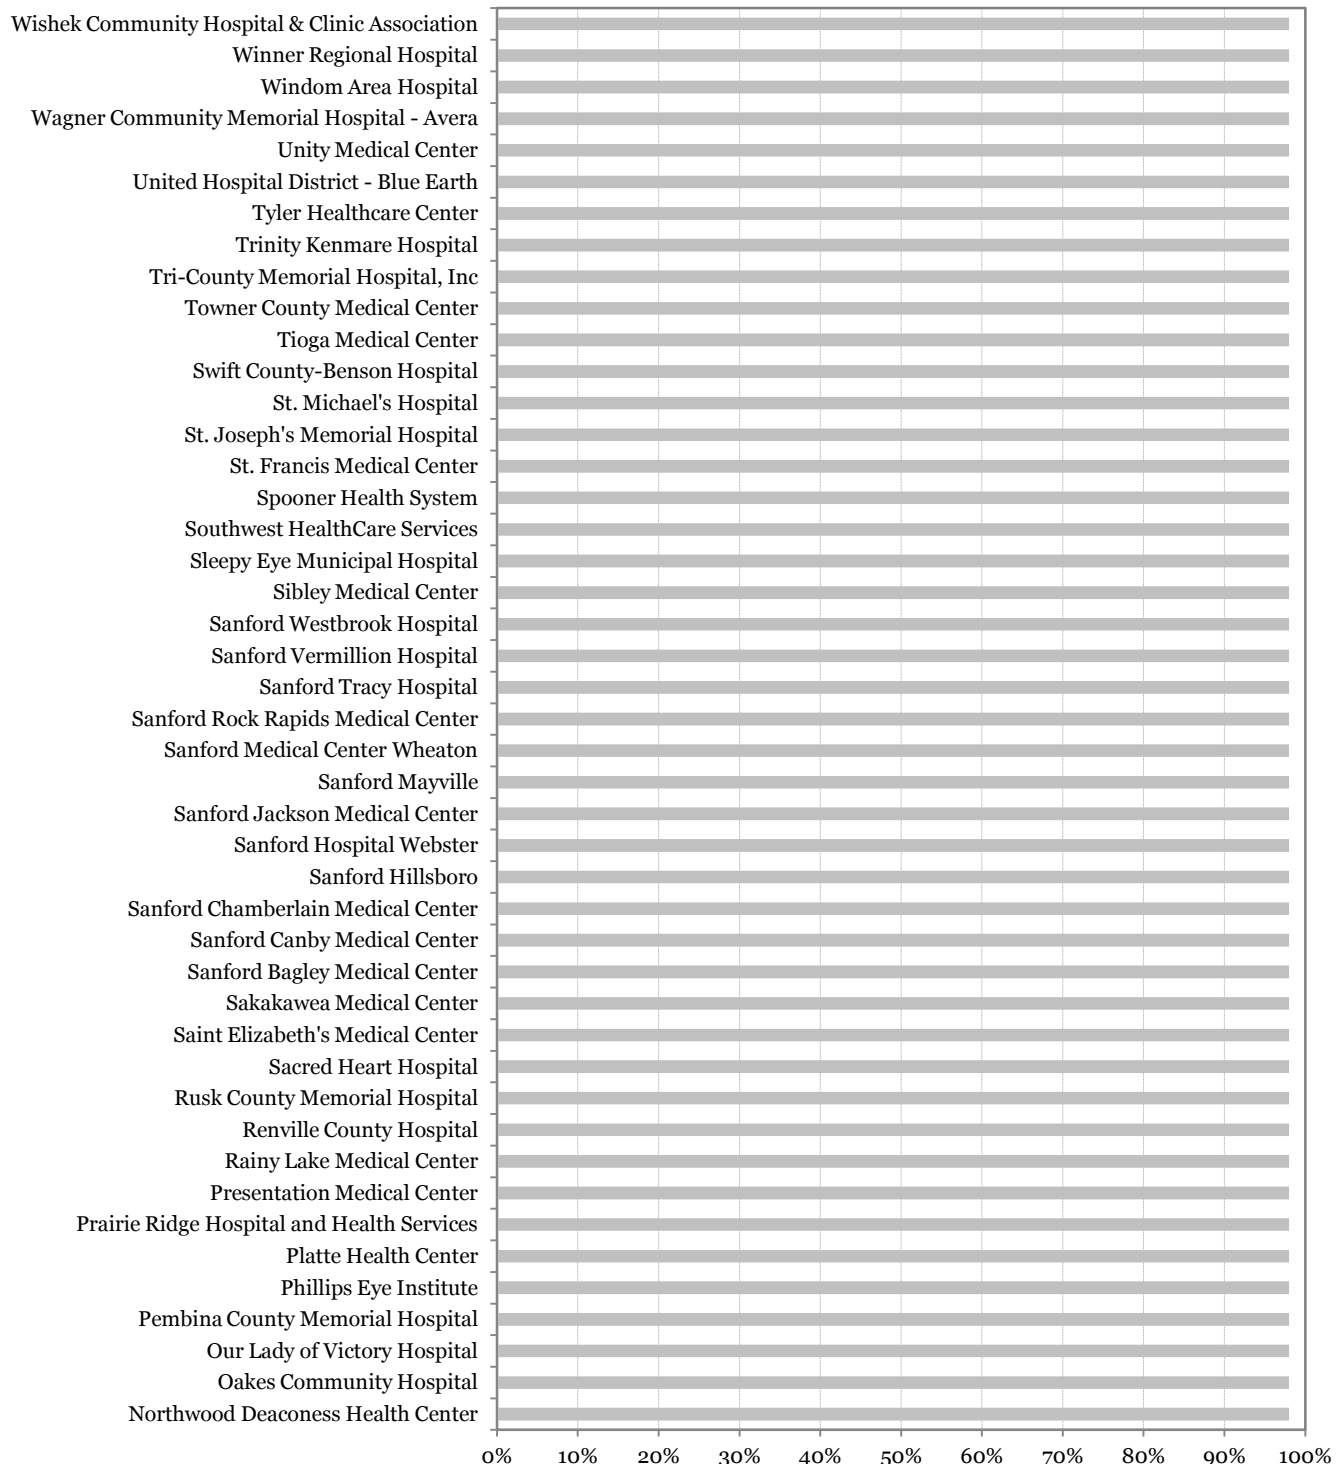 Wishek Community Hospital & Clinic Association
Winner Regional Hospital
Windom Area Hospital
Wagner Community Memorial Hospital - Avera
Unity Medical Center
United Hospital District - Blue Earth
Tyler Healthcare Center
Trinity Kenmare Hospital
Tri-County Memorial Hospital, Inc
Towner County Medical Center
Tioga Medical Center
Swift County-Benson Hospital
St. Michael's Hospital
St. Joseph's Memorial Hospital
St. Francis Medical Center
Spooner Health System
Southwest HealthCare Services
Sleepy Eye Municipal Hospital
Sibley Medical Center
Sanford Westbrook Hospital
Sanford Vermillion Hospital
Sanford Tracy Hospital
Sanford Rock Rapids Medical Center
Sanford Medical Center Wheaton
Sanford Mayville
Sanford Jackson Medical Center
Sanford Hospital Webster
Sanford Hillsboro
Sanford Chamberlain Medical Center
Sanford Canby Medical Center
Sanford Bagley Medical Center
Sakakawea Medical Center
Saint Elizabeth's Medical Center
Sacred Heart Hospital
Rusk County Memorial Hospital
Renville County Hospital
Rainy Lake Medical Center
Presentation Medical Center
Prairie Ridge Hospital and Health Services
Platte Health Center
Phillips Eye Institute
Pembina County Memorial Hospital
Our Lady of Victory Hospital
Oakes Community Hospital
Northwood Deaconess Health Center
0% 10% 20% 30% 40% 50% 60% 70% 80% 90% 100%